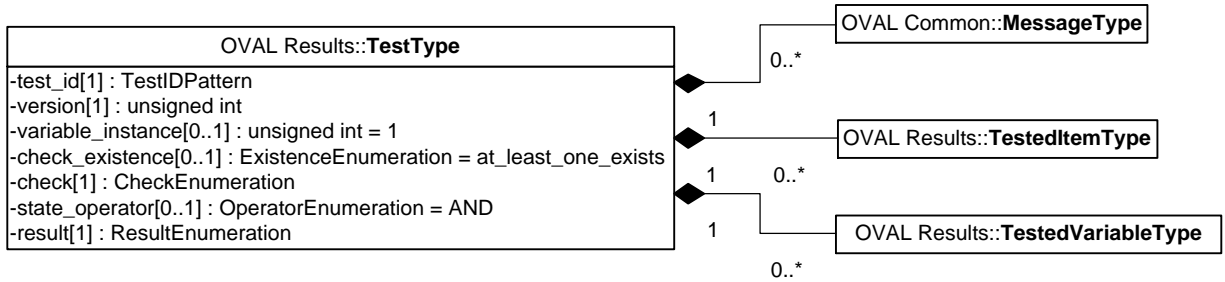 OVAL Results::TestType
-test_id[1] : TestIDPattern
-version[1] : unsigned int
-variable_instance[0..1] : unsigned int = 1
-check_existence[0..1] : ExistenceEnumeration = at_least_one_exists
-check[1] : CheckEnumeration
-state_operator[0..1] : OperatorEnumeration = AND
-result[1] : ResultEnumeration
OVAL Common::MessageType
0..*
1
OVAL Results::TestedItemType
1
0..*
1
OVAL Results::TestedVariableType
0..*